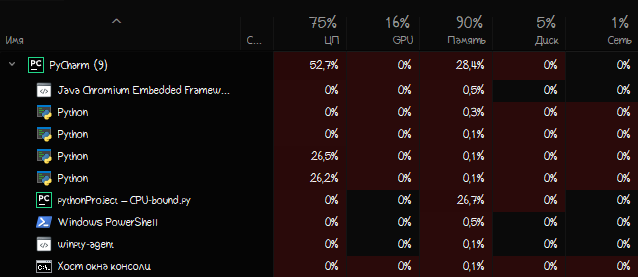 75% 16% 90% 5% 1%
Имя С... ЦП GPU Память Диск Сеть
PC PyCharm (9) 52,7% 0% 28,4% 0% 0%
Java Chromium Embedded Framew... 0% 0% 0,5% 0% 0%
Python 0% 0% 0,3% 0% 0%
Python 0% 0% 0,1% 0% 0%
Python 26,5% 0% 0,1% 0% 0%
Python 26,2% 0% 0,1% 0% 0%
PC pythonProject – CPU-bound.py 0% 0% 26,7% 0% 0%
Windows PowerShell 0% 0% 0,5% 0% 0%
winpty-agent 0% 0% 0,1% 0% 0%
C:\. Хост окна консоли 0% 0% 0,1% 0% 0%